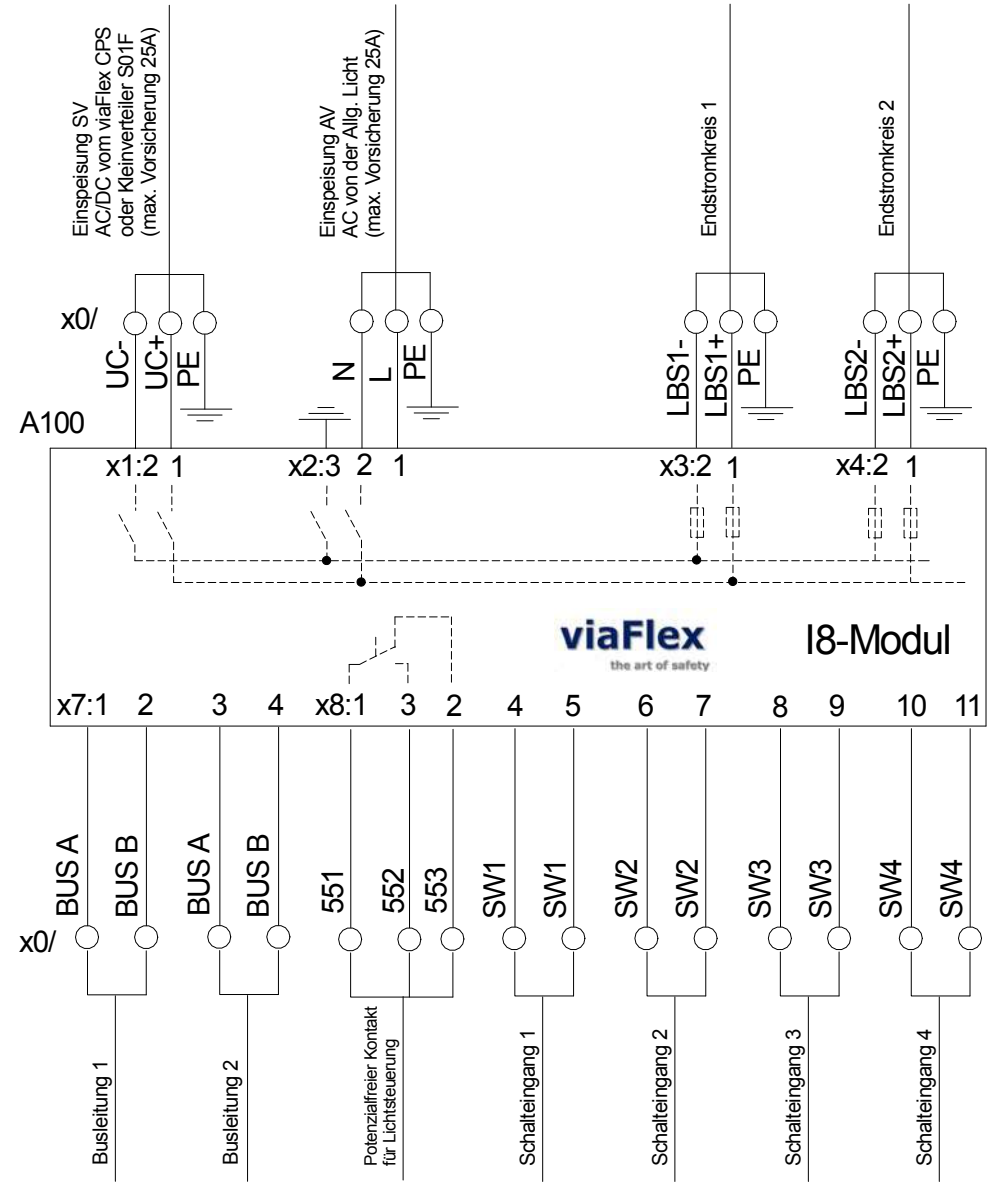 Einspeisung SV
AC/DC vom viaFlex CPS
oder Kleinverteiler S01F
(max. Vorsicherung 25A)
Einspeisung AV
AC von der Allg. Licht
(max. Vorsicherung 25A)
Endstromkreis 1
Endstromkreis 2
x0/
UC-
UC+
PE
N
L
PE
LBS1-
LBS1+
PE
LBS2-
LBS2+
PE
A100
x1:2 1
x2:3 2 1
x3:2 1
x4:2 1
viaFlex
the art of safety
I8-Modul
x7:1 2 3 4 x8:1 3 2 4 5 6 7 8 9 10 11
BUS A
BUS B
BUS A
BUS B
551
552
553
SW1
SW1
SW2
SW2
SW3
SW3
SW4
SW4
x0/
Busleitung 1
Busleitung 2
Potenzialfreier Kontakt
für Lichtsteuerung
Schalteingang 1
Schalteingang 2
Schalteingang 3
Schalteingang 4